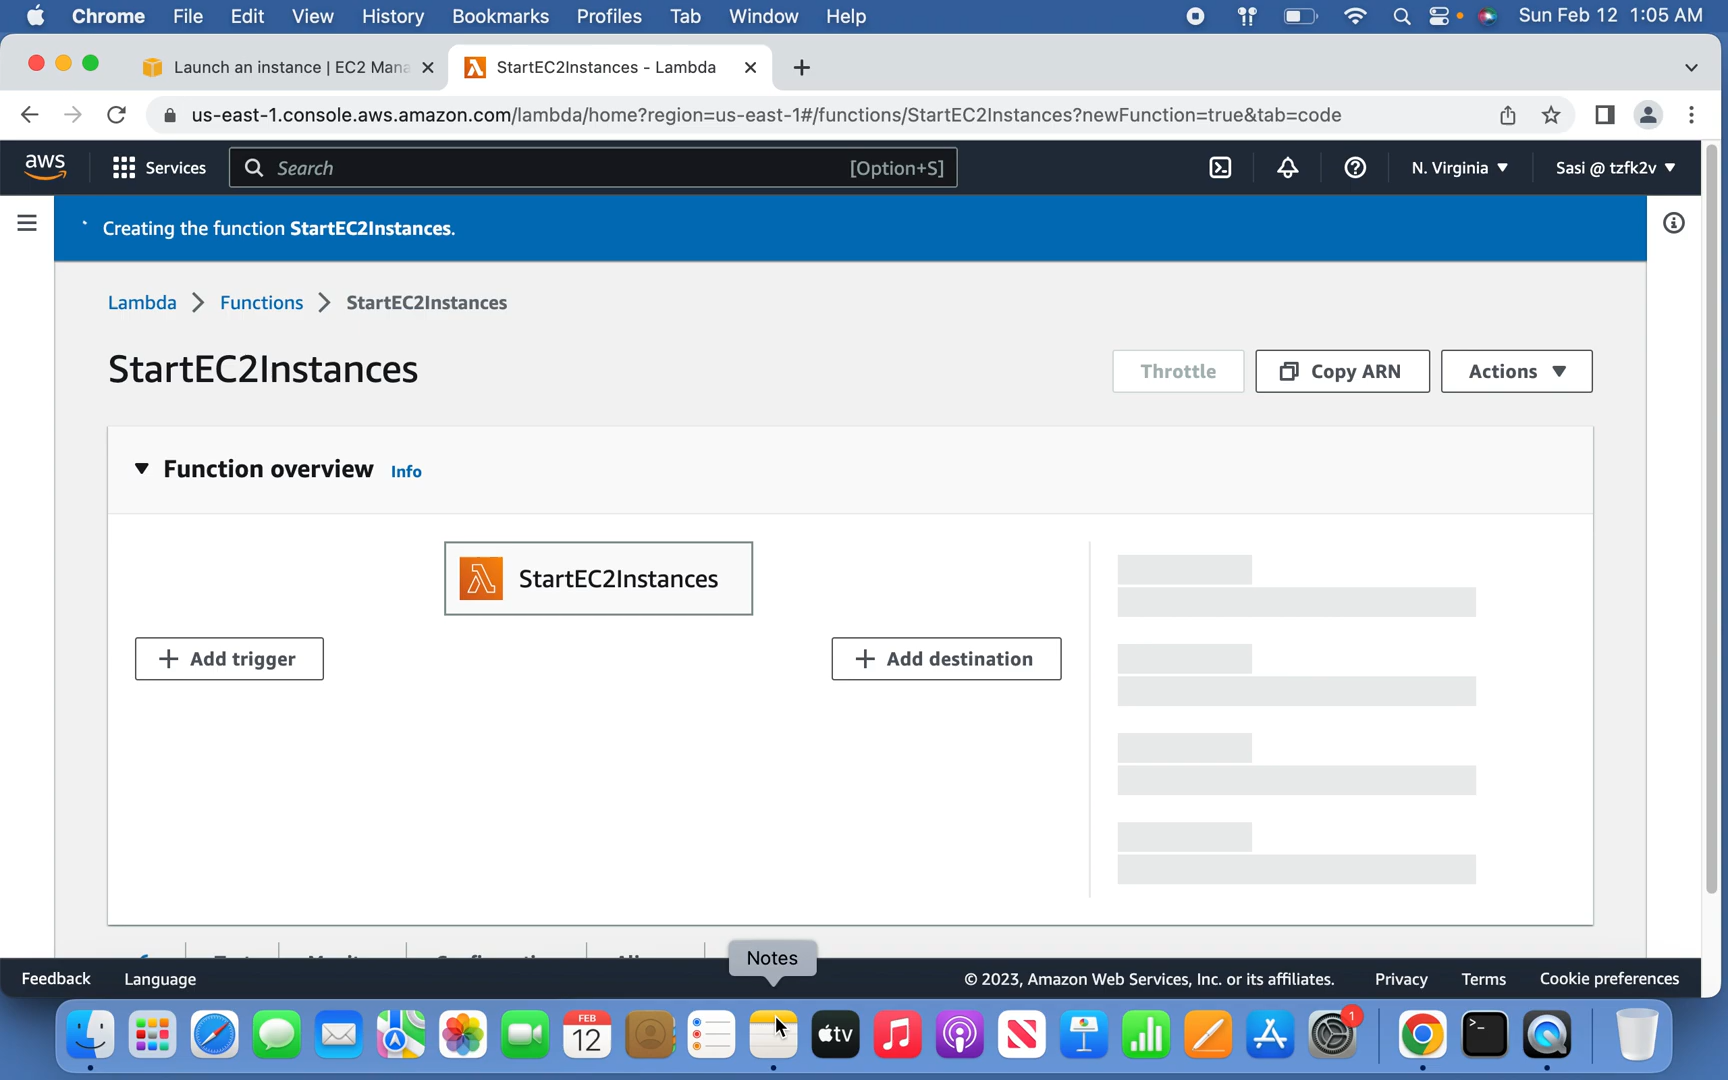 Chrome File Edit View History Bookmarks Profiles Tab Window Help Sun Feb 12 1:05 AM
Launch an instance | EC2 Mana StartEC2Instances - Lambda
us-east-1.console.aws.amazon.com/lambda/home?region=us-east-1#/functions/StartEC2Instances?newFunction=true&tab=code
aws Services Search [Option+S] N. Virginia ▼ Sasi @ tzfk2v ▼
Creating the function StartEC2Instances.
Lambda > Functions > StartEC2Instances
StartEC2Instances Throttle Copy ARN Actions ▼
▼ Function overview Info
StartEC2Instances
+ Add trigger + Add destination
Notes
Feedback Language © 2023, Amazon Web Services, Inc. or its affiliates. Privacy Terms Cookie preferences
FEB
12
tv
1